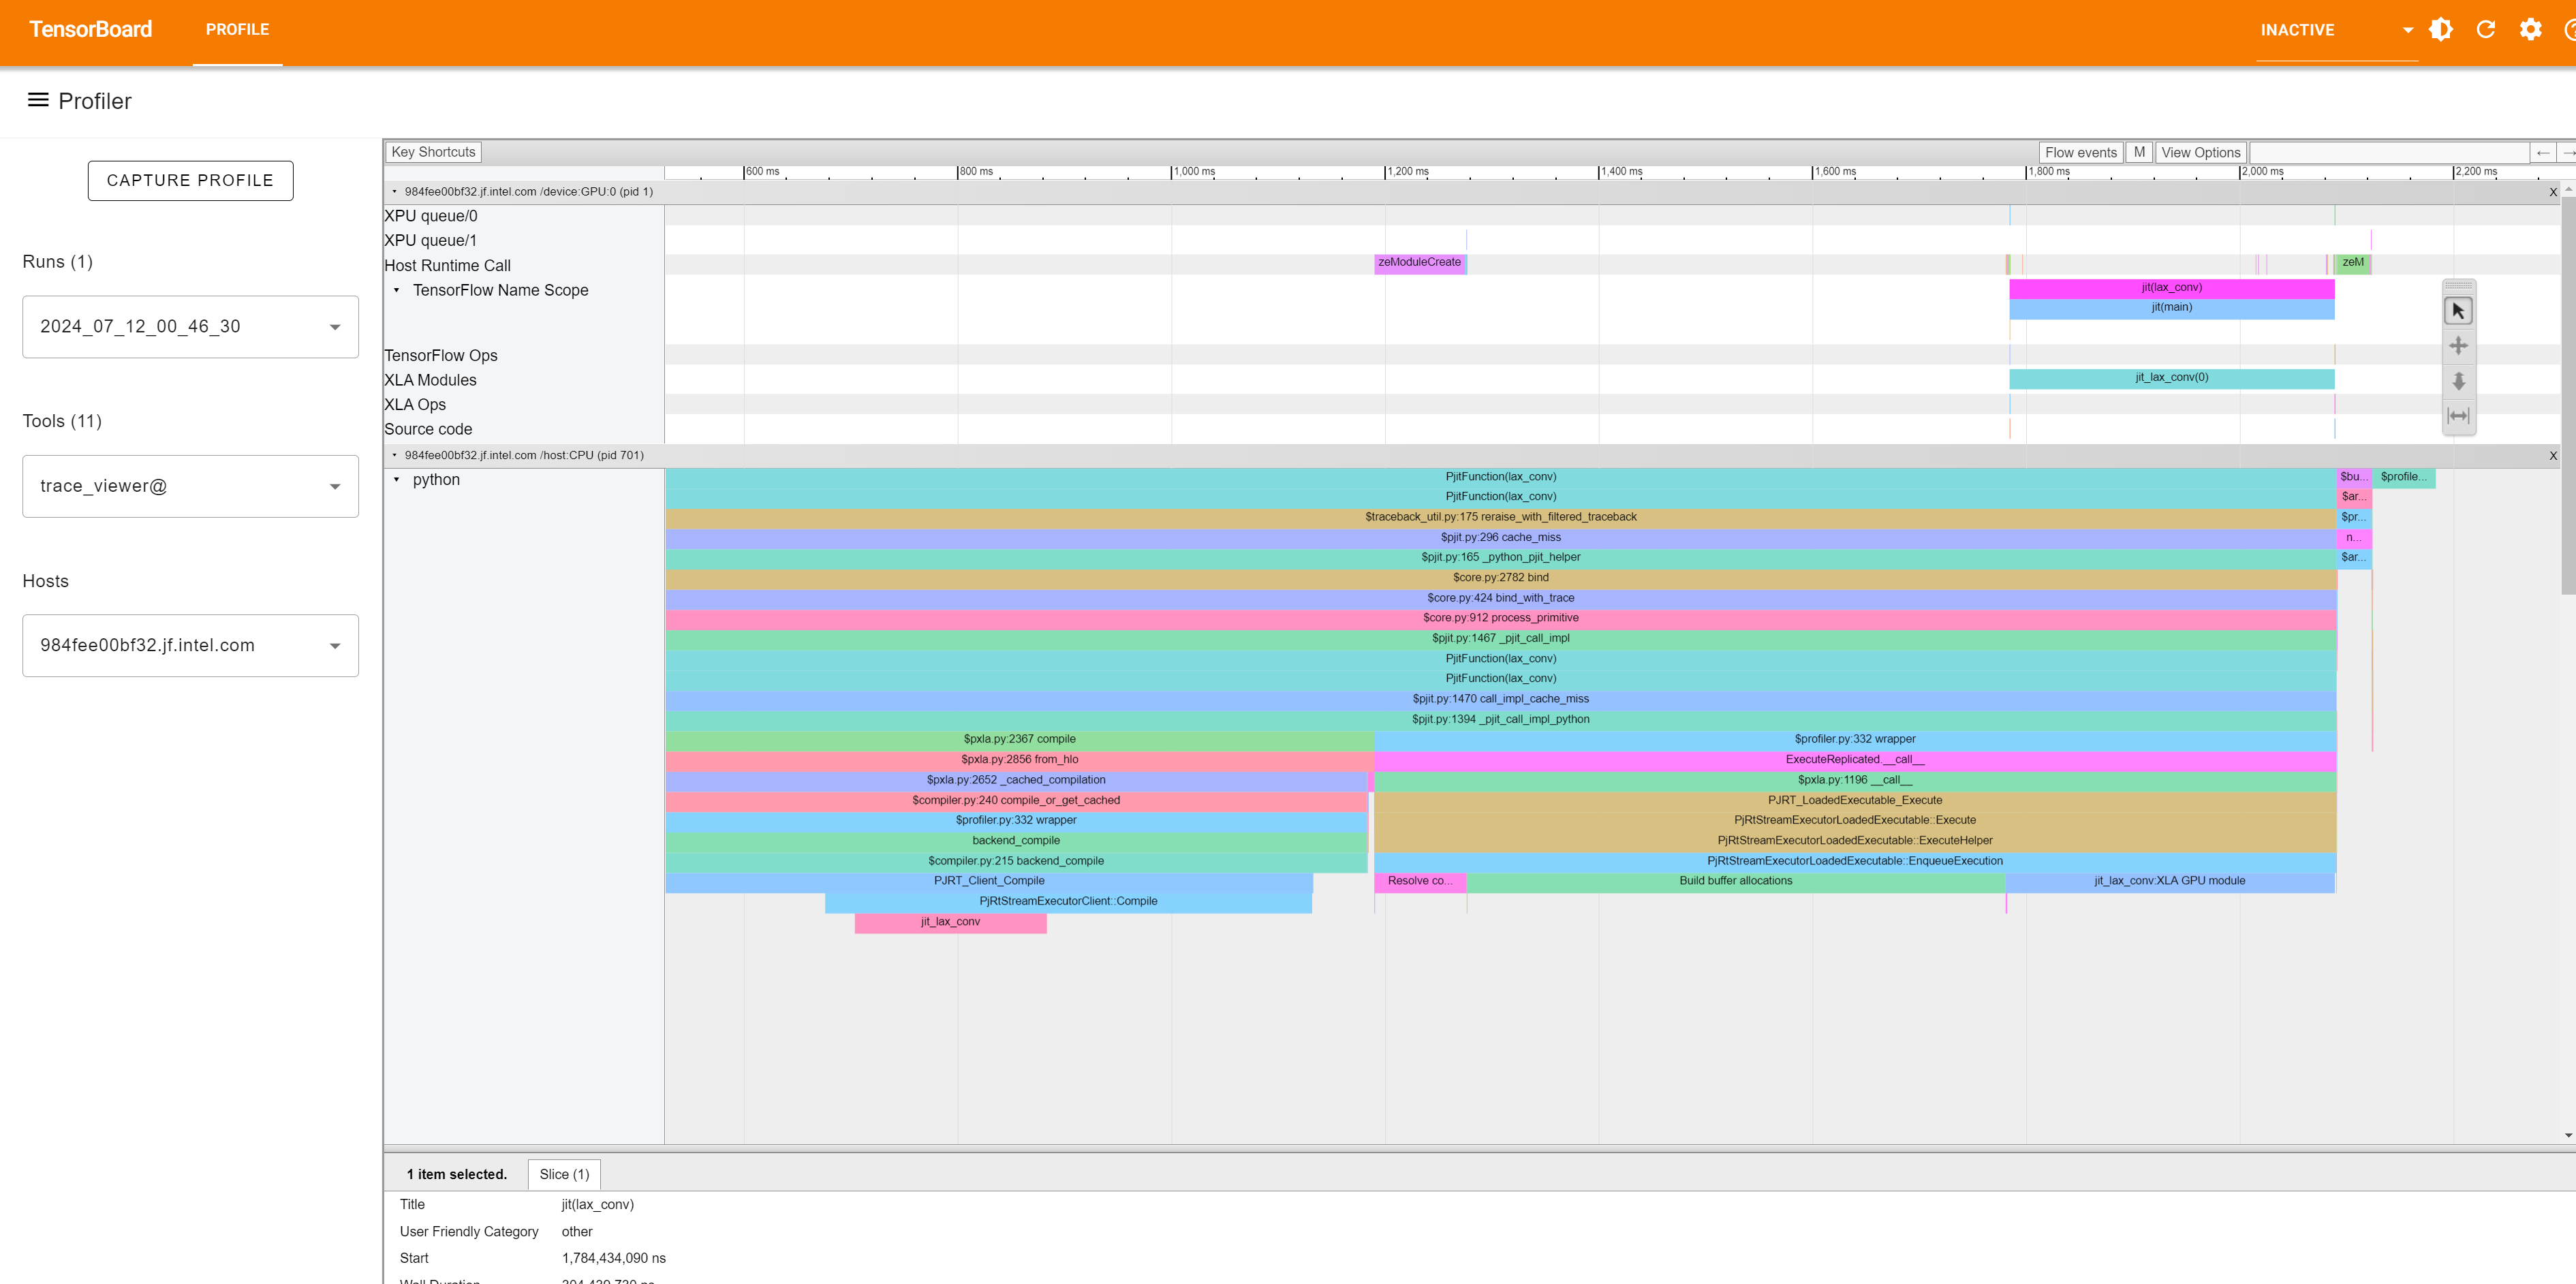 TensorBoard
PROFILE
INACTIVE
Profiler
CAPTURE PROFILE
Runs (1)
2024_07_12_00_46_30
Tools (11)
trace_viewer@
Hosts
984fee00bf32.jf.intel.com
Key Shortcuts
Flow events M View Options ← →
600 ms 800 ms 1,000 ms 1,200 ms 1,400 ms 1,600 ms 1,800 ms 2,000 ms 2,200 ms
984fee00bf32.jf.intel.com /device:GPU:0 (pid 1) X
XPU queue/0
XPU queue/1
Host Runtime Call zeModuleCreate zeM
TensorFlow Name Scope jit(lax_conv)
jit(main)
TensorFlow Ops
XLA Modules jit_lax_conv(0)
XLA Ops
Source code
984fee00bf32.jf.intel.com /host:CPU (pid 701) X
python PjitFunction(lax_conv) $bu... $profile...
PjitFunction(lax_conv) $ar...
$traceback_util.py:175 reraise_with_filtered_traceback $pr...
$pjit.py:296 cache_miss n...
$pjit.py:165 _python_pjit_helper $ar...
$core.py:2782 bind
$core.py:424 bind_with_trace
$core.py:912 process_primitive
$pjit.py:1467 _pjit_call_impl
PjitFunction(lax_conv)
PjitFunction(lax_conv)
$pjit.py:1470 call_impl_cache_miss
$pjit.py:1394 _pjit_call_impl_python
$pxla.py:2367 compile $profiler.py:332 wrapper
$pxla.py:2856 from_hlo ExecuteReplicated.__call__
$pxla.py:2652 _cached_compilation $pxla.py:1196 __call__
$compiler.py:240 compile_or_get_cached PJRT_LoadedExecutable_Execute
$profiler.py:332 wrapper PjRtStreamExecutorLoadedExecutable::Execute
backend_compile PjRtStreamExecutorLoadedExecutable::ExecuteHelper
$compiler.py:215 backend_compile PjRtStreamExecutorLoadedExecutable::EnqueueExecution
PJRT_Client_Compile Resolve co... Build buffer allocations jit_lax_conv:XLA GPU module
PjRtStreamExecutorClient::Compile
jit_lax_conv
1 item selected. Slice (1)
Title jit(lax_conv)
User Friendly Category other
Start 1,784,434,090 ns